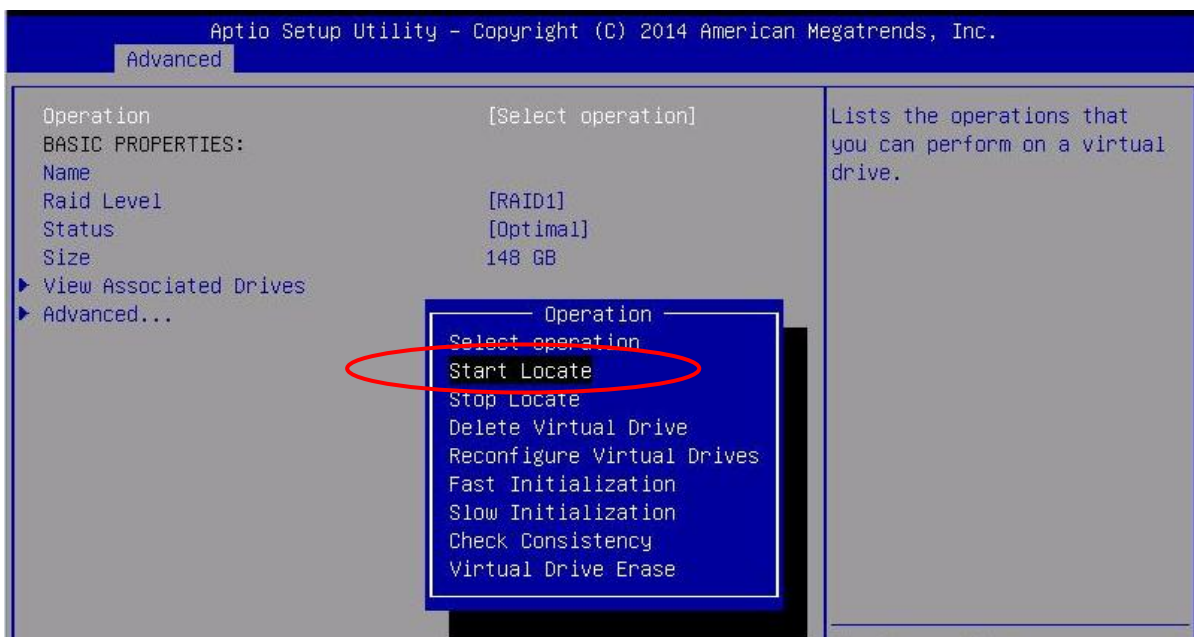 Aptio Setup Utility – Copyright (C) 2014 American Megatrends, Inc.
Advanced
Operation [Select operation]
BASIC PROPERTIES:
Name
Raid Level [RAID1]
Status [Optimal]
Size 148 GB
View Associated Drives
Advanced...
Lists the operations that
you can perform on a virtual
drive.
Operation
Select operation
Start Locate
Stop Locate
Delete Virtual Drive
Reconfigure Virtual Drives
Fast Initialization
Slow Initialization
Check Consistency
Virtual Drive Erase